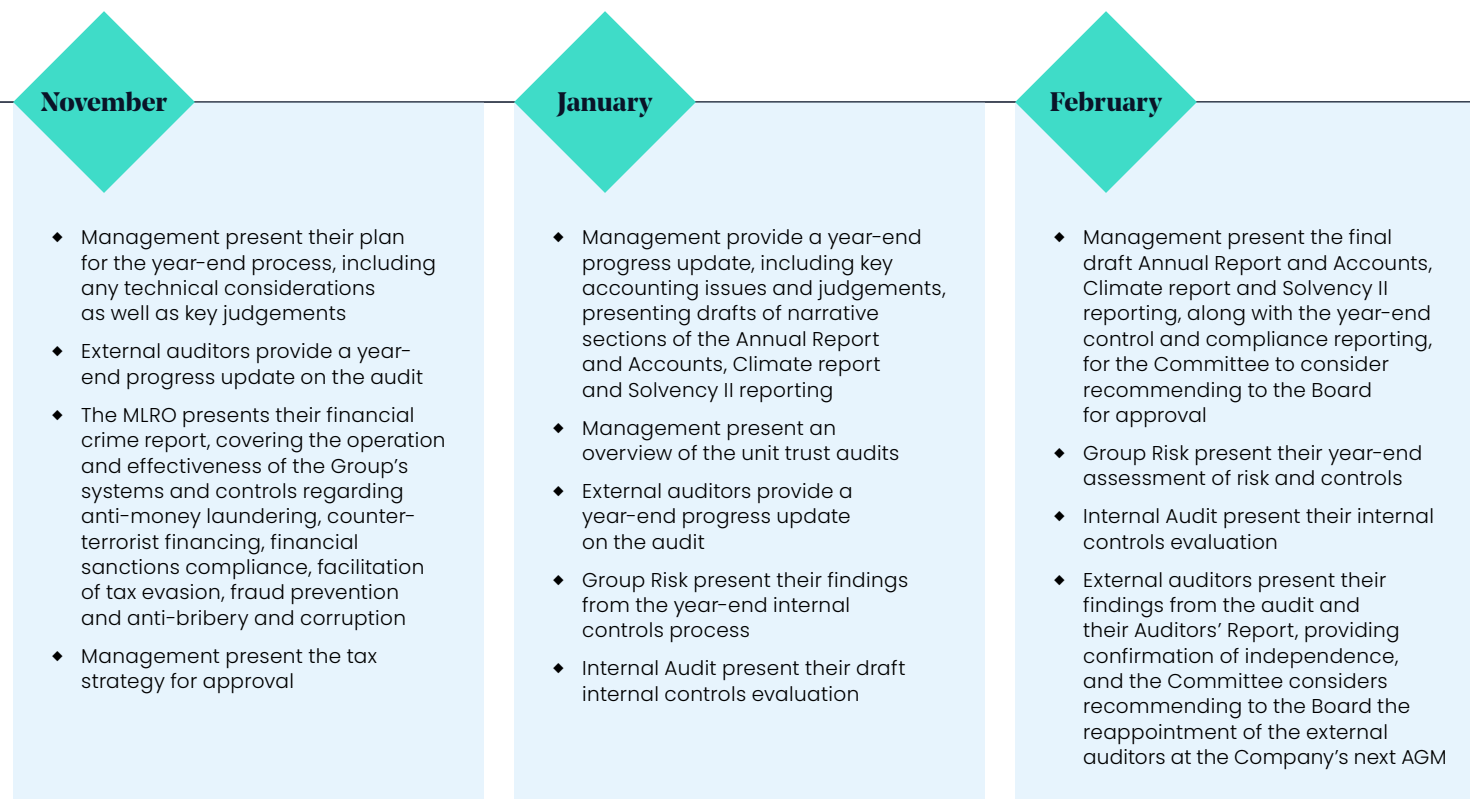 November
Management present their plan
for the year-end process, including
any technical considerations
as well as key judgements
External auditors provide a year-
end progress update on the audit
The MLRO presents their financial
crime report, covering the operation
and effectiveness of the Group's
systems and controls regarding
anti-money laundering, counter-
terrorist financing, financial
sanctions compliance, facilitation
of tax evasion, fraud prevention
and anti-bribery and corruption
Management present the tax
strategy for approval
January
Management provide a year-end
progress update, including key
accounting issues and judgements,
presenting drafts of narrative
sections of the Annual Report
and Accounts, Climate report
and Solvency II reporting
Management present an
overview of the unit trust audits
External auditors provide a
year-end progress update
on the audit
Group Risk present their findings
from the year-end internal
controls process
Internal Audit present their draft
internal controls evaluation
February
Management present the final
draft Annual Report and Accounts,
Climate report and Solvency II
reporting, along with the year-end
control and compliance reporting,
for the Committee to consider
recommending to the Board
for approval
Group Risk present their year-end
assessment of risk and controls
Internal Audit present their internal
controls evaluation
External auditors present their
findings from the audit and
their Auditors' Report, providing
confirmation of independence,
and the Committee considers
recommending to the Board the
reappointment of the external
auditors at the Company's next AGM